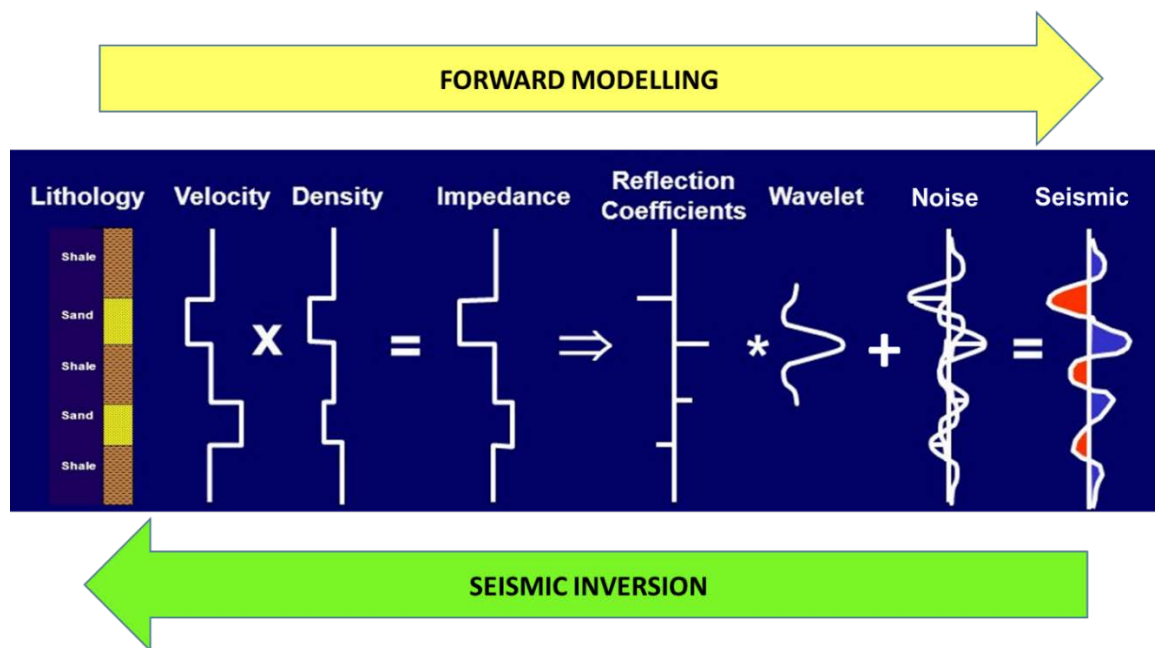 FORWARD MODELLING
Lithology Velocity Density Impedance Reflection Coefficients Wavelet Noise Seismic
Shale
Sand
X = ⇒ * + =
Shale
Sand
Shale
SEISMIC INVERSION